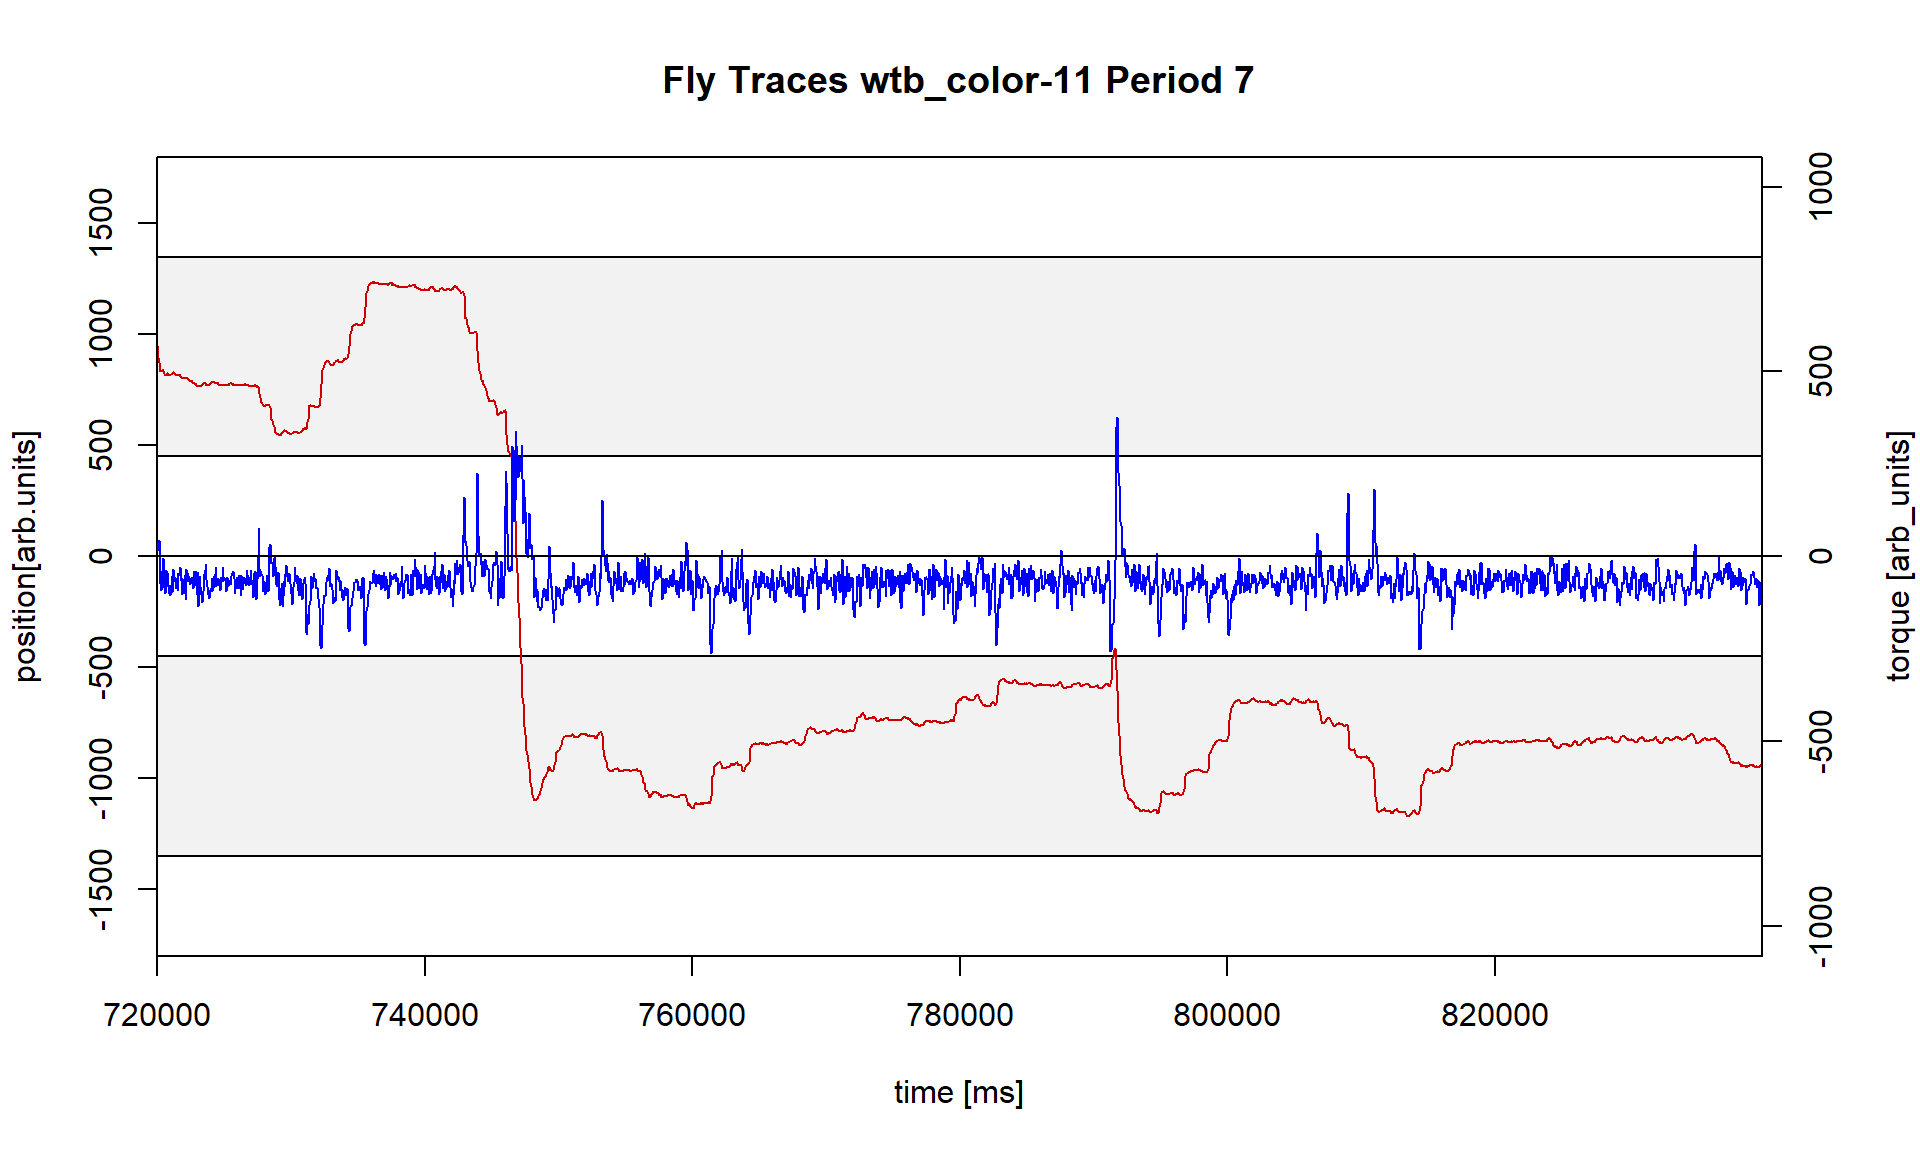 Fly Traces wtb_color-11 Period 7
position[arb.units]
1500
1000
500
0
-500
-1000
-1500
torque [arb_units]
1000
500
0
-500
-1000
720000 740000 760000 780000 800000 820000
time [ms]